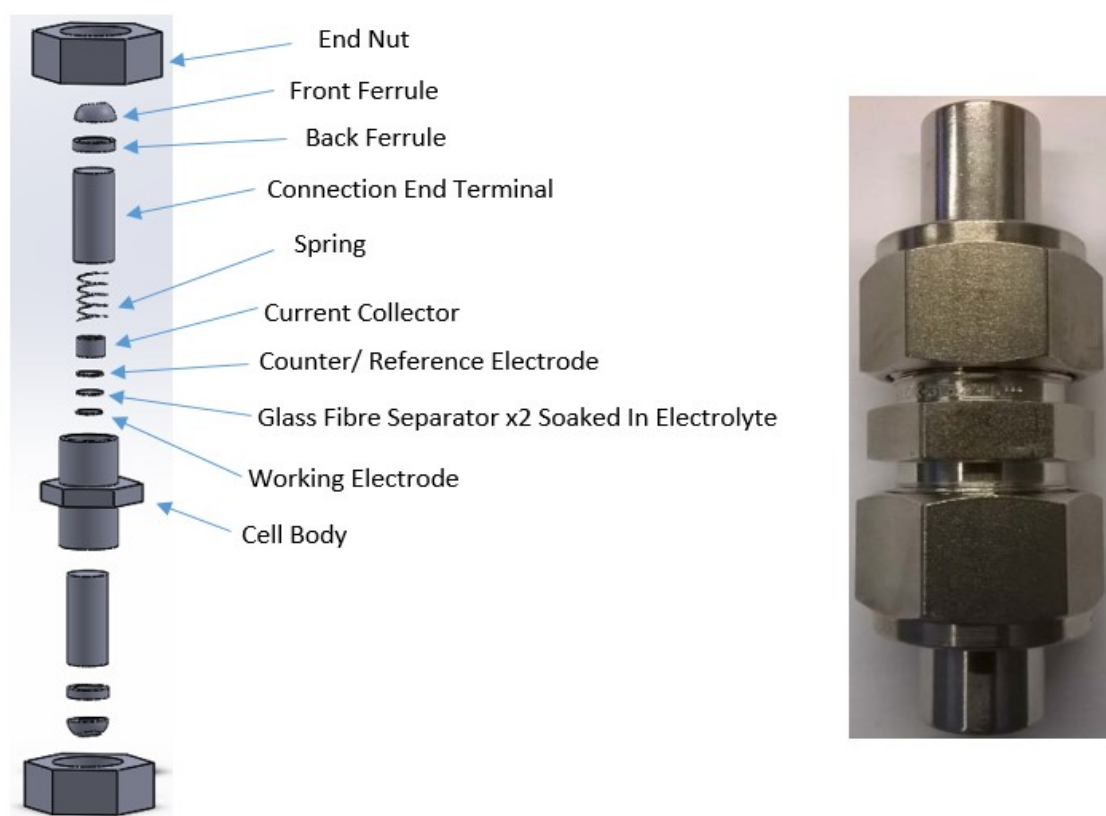 End Nut
Front Ferrule
Back Ferrule
Connection End Terminal
Spring
Current Collector
Counter/ Reference Electrode
Glass Fibre Separator x2 Soaked In Electrolyte
Working Electrode
Cell Body